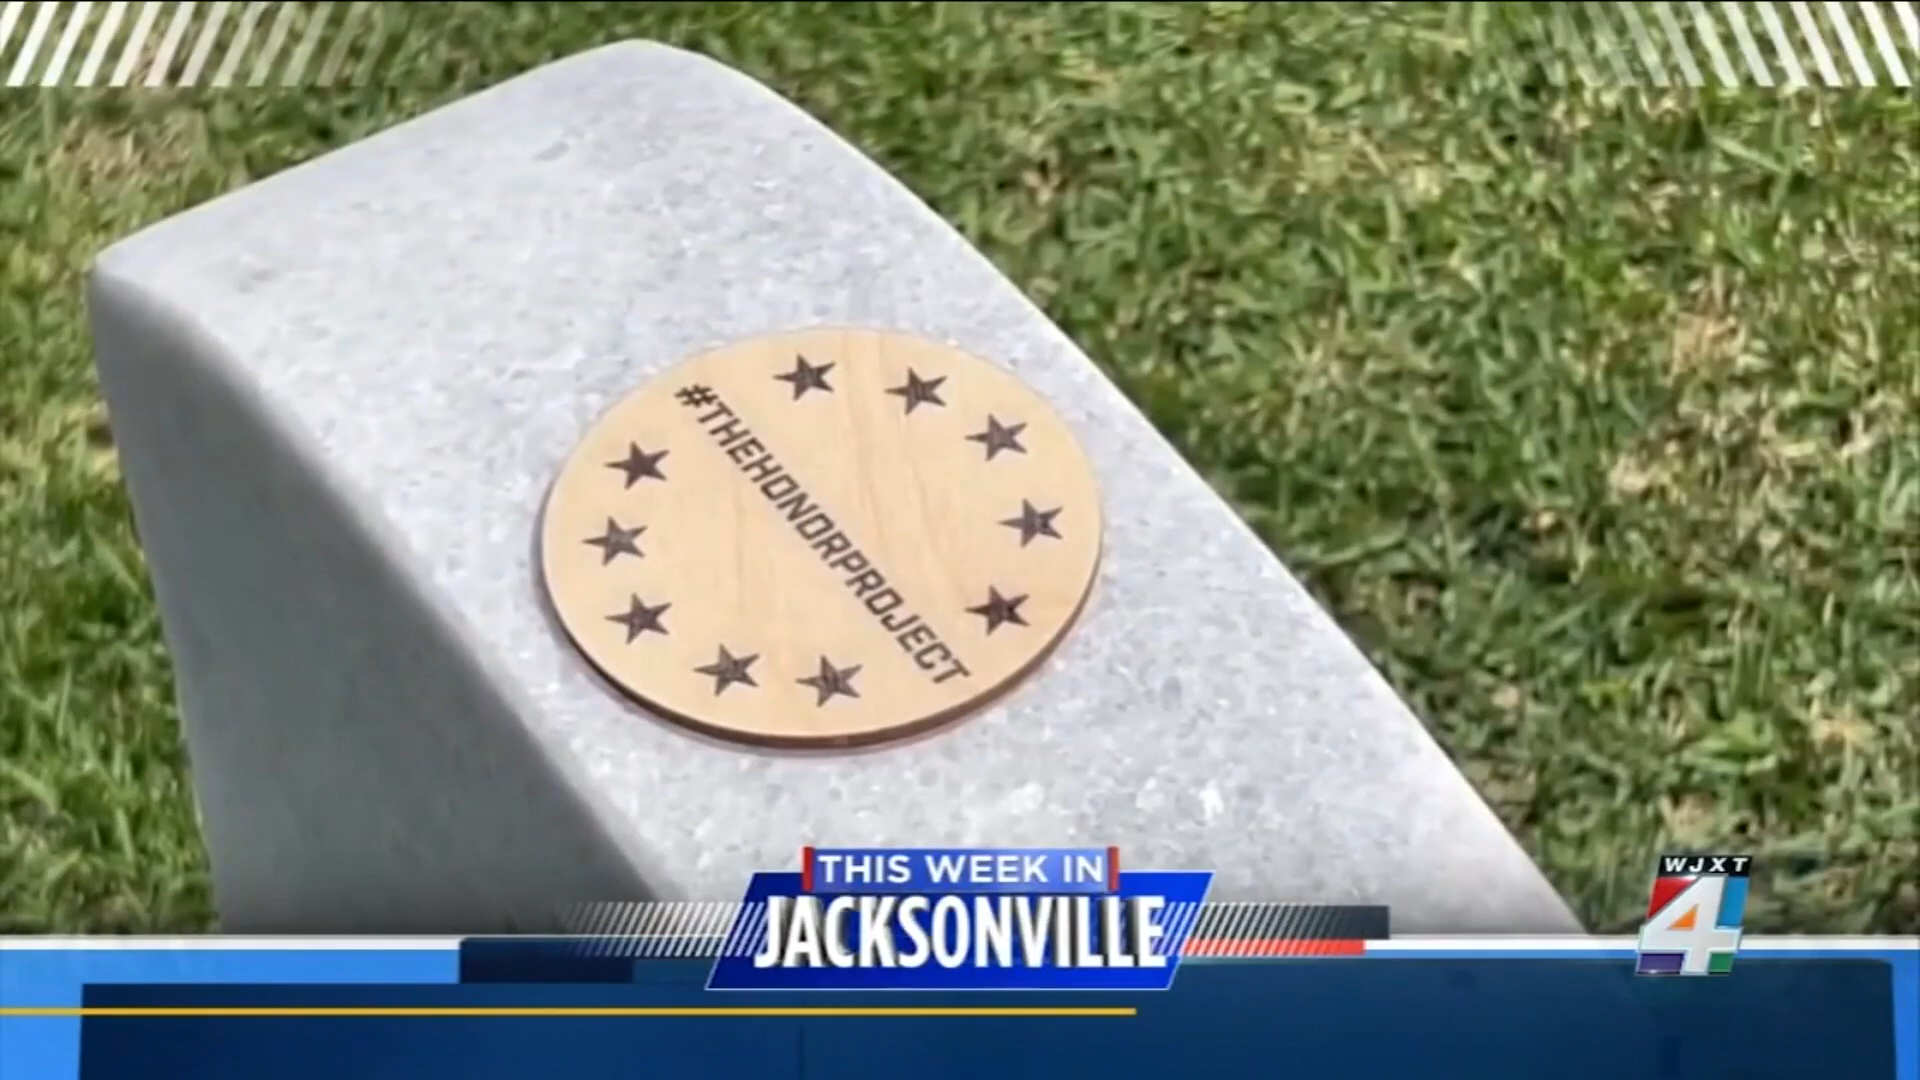 #THEHONORPROJECT
THIS WEEK IN
JACKSONVILLE
WJXT
4